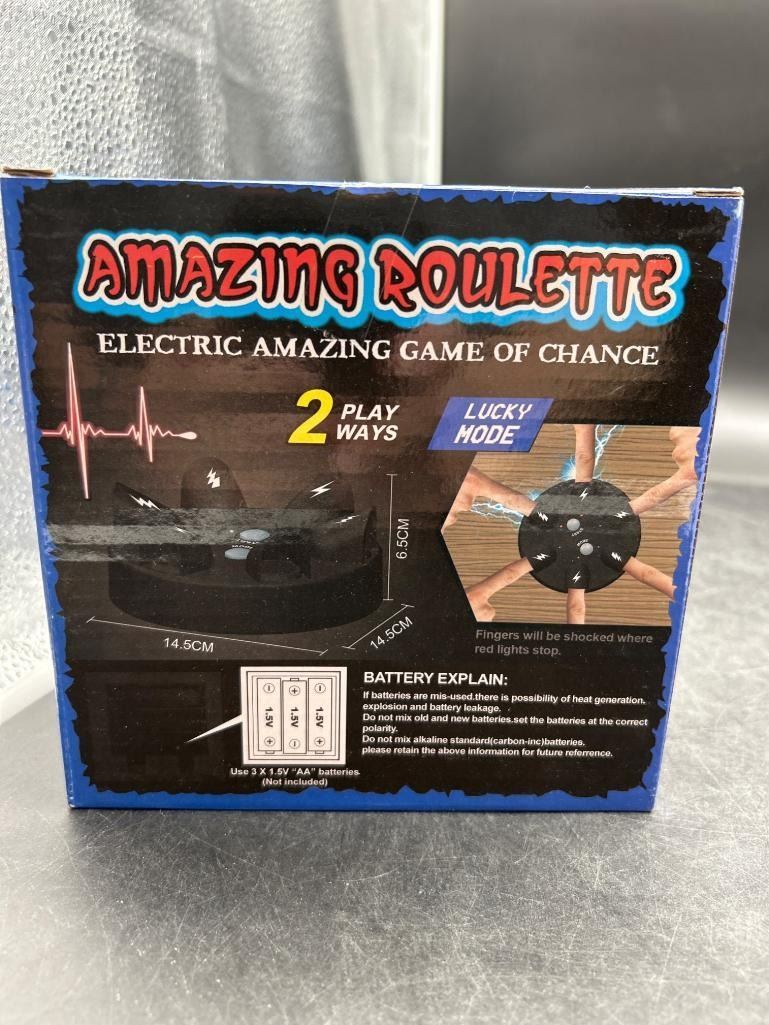 AMAZING ROULETTE
ELECTRIC AMAZING GAME OF CHANCE
2 PLAY
WAYS
LUCKY
MODE
6.5CM
14.5CM
14.5CM
Fingers will be shocked where
red lights stop.
BATTERY EXPLAIN:
If batteries are mis-used.there is possibility of heat generation.
explosion and battery leakage.
Do not mix old and new batteries.set the batteries at the correct
polarity.
Do not mix alkaline standard(carbon-inc)batteries.
please retain the above information for future referrence.
1.5V
1.5V
1.5V
Use 3 X 1.5V "AA" batteries
(Not included)